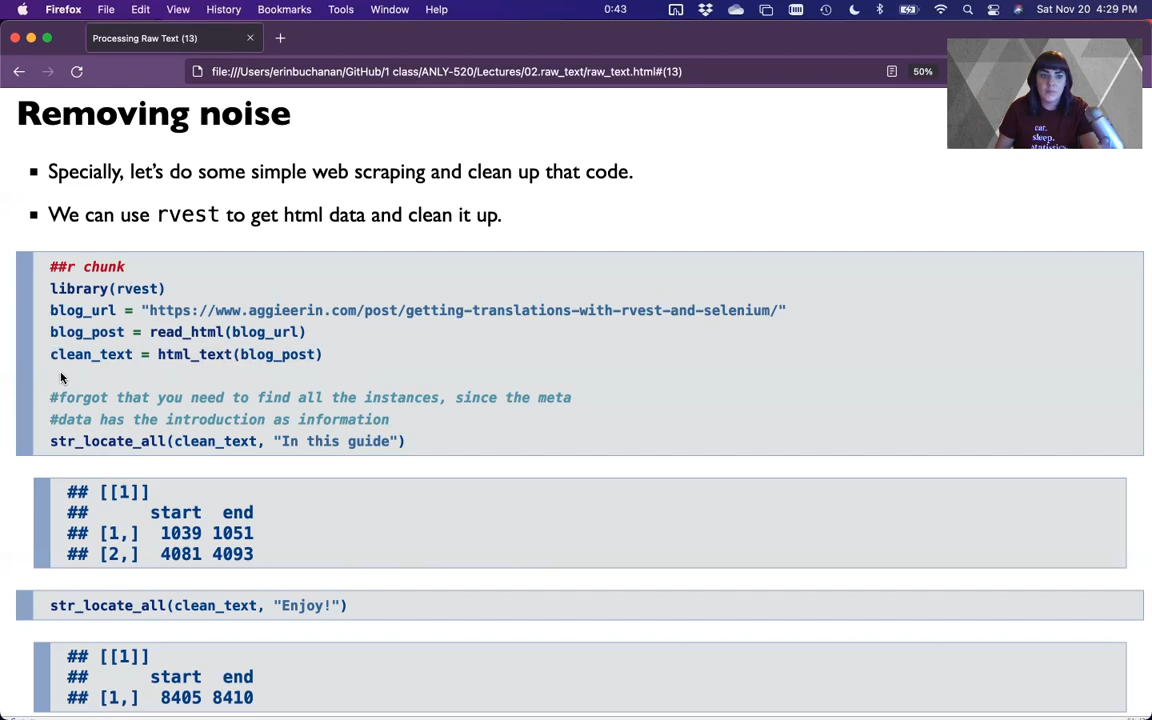 Firefox File Edit View History Bookmarks Tools Window Help 0:43 Sat Nov 20 4:29 PM
Processing Raw Text (13)
file:///Users/erinbuchanan/GitHub/1 class/ANLY-520/Lectures/02.raw_text/raw_text.html#(13) 50%
eat.
sleep.
statistics.
Removing noise
Specially, let's do some simple web scraping and clean up that code.
We can use rvest to get html data and clean it up.
##r chunk
library(rvest)
blog_url = "https://www.aggieerin.com/post/getting-translations-with-rvest-and-selenium/"
blog_post = read_html(blog_url)
clean_text = html_text(blog_post)
#forgot that you need to find all the instances, since the meta
#data has the introduction as information
str_locate_all(clean_text, "In this guide")
## [[1]]
## start end
## [1,] 1039 1051
## [2,] 4081 4093
str_locate_all(clean_text, "Enjoy!")
## [[1]]
## start end
## [1,] 8405 8410